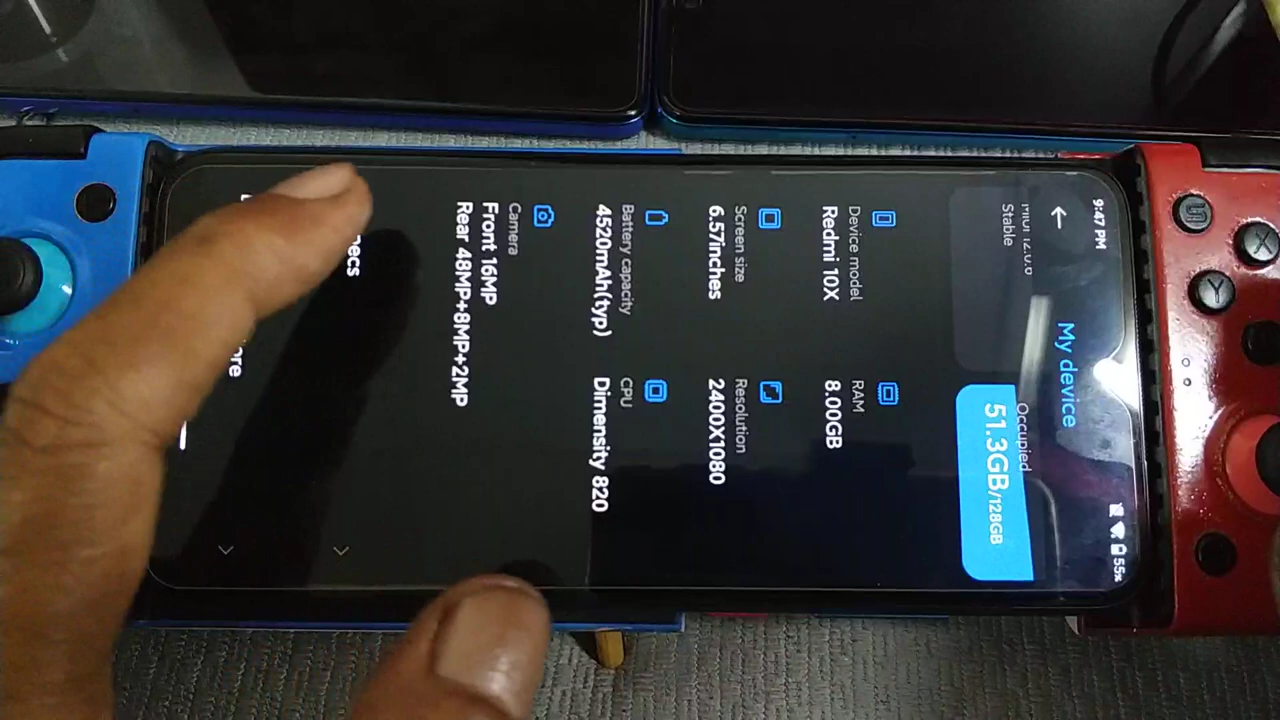 9:47 PM
55%
My device
Stable
Occupied
51.3GB/128GB
Device model
Redmi 10X
RAM
8.00GB
Screen size
6.57inches
Resolution
2400X1080
Battery capacity
4520mAh(typ)
CPU
Dimensity 820
Camera
Front 16MP
Rear 48MP+8MP+2MP
X
Y